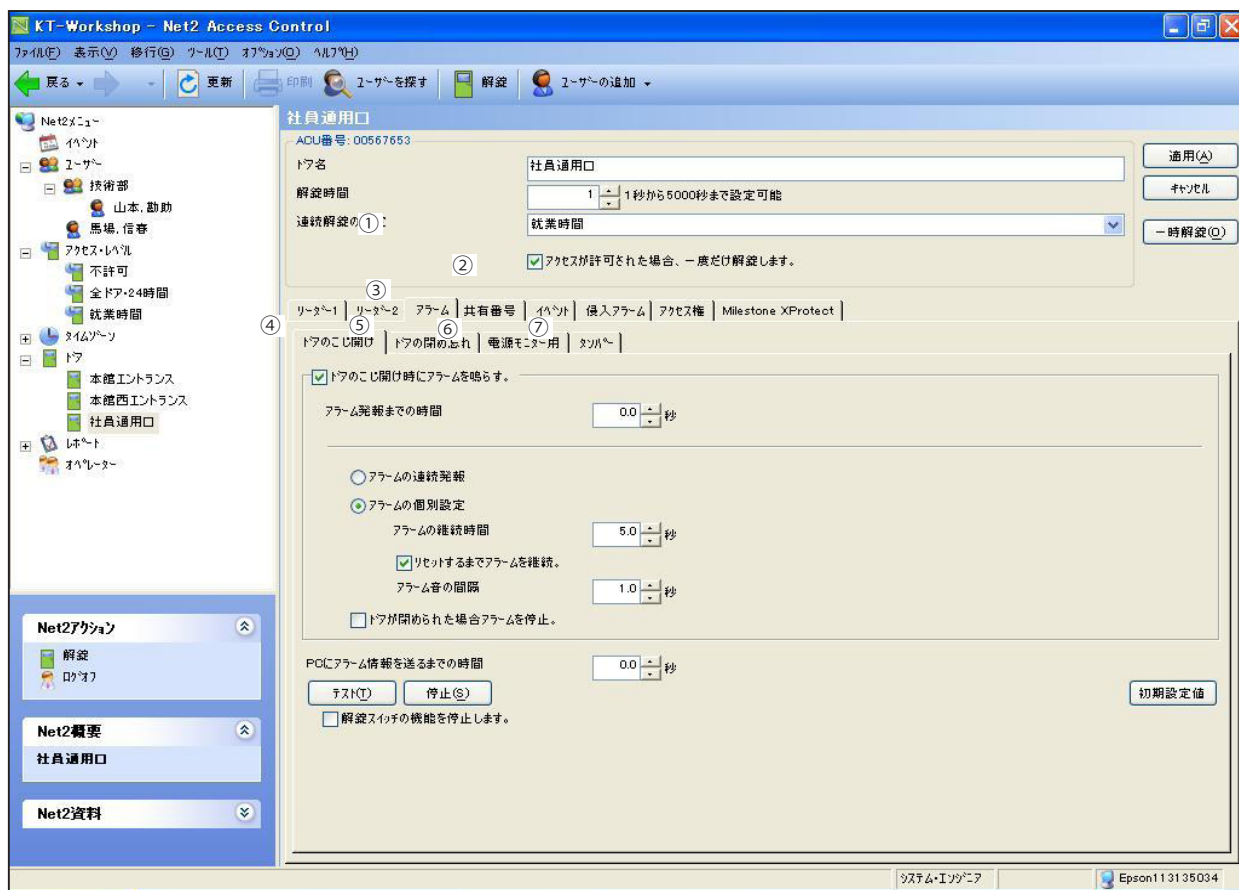 KT-Workshop - Net2 Access Control
ファイル(F) 表示(V) 移行(G) ツール(T) オプション(O) ヘルプ(H)
戻る 更新 印刷 ユーザーを探す 解錠 ユーザーの追加
Net2メニュー
イベント
ユーザー
技術部
山本, 勘助
馬場, 信春
アクセス・レベル
不許可
全ドア・24時間
就業時間
タイムゾーン
ドア
本館エントランス
本館西エントランス
社員通用口
レポート
オペレーター
Net2アクション
解錠
ログオフ
Net2概要
社員通用口
Net2資料
社員通用口
ACU番号: 00567653
ドア名 社員通用口
解錠時間 1 1秒から5000秒まで設定可能
連続解錠の ① 就業時間
② アクセスが許可された場合、一度だけ解錠します。
適用(A)
キャンセル
一時解錠(O)
③
リーダー1 リーダー2 アラーム 共有番号 イベント 侵入アラーム アクセス権 Milestone XProtect
④ ⑤ ⑥ ⑦
ドアのこじ開け ドアの閉め忘れ 電源モニター用 タンパー
ドアのこじ開け時にアラームを鳴らす。
アラーム発報までの時間 0.0 秒
アラームの連続発報
アラームの個別設定
アラームの継続時間 5.0 秒
リセットするまでアラームを継続。
アラーム音の間隔 1.0 秒
ドアが閉められた場合アラームを停止。
PCにアラーム情報を送るまでの時間 0.0 秒
テスト(T) 停止(S) 初期設定値
解錠スイッチの機能を停止します。
システム・エンジニア Epson113135034